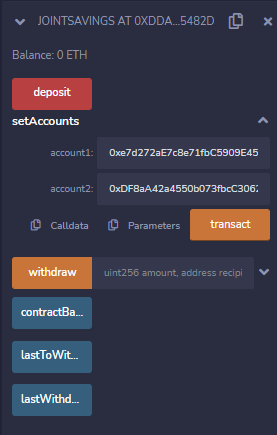 JOINTSAVINGS AT 0XDDA...5482D
Balance: 0 ETH
deposit
setAccounts
account1: 0xe7d272aE7c8e71fbC5909E45
account2: 0xDF8aA42a4550b073fbcC3062
Calldata Parameters transact
withdraw uint256 amount, address recipi
contractBa...
lastToWit...
lastWithd...